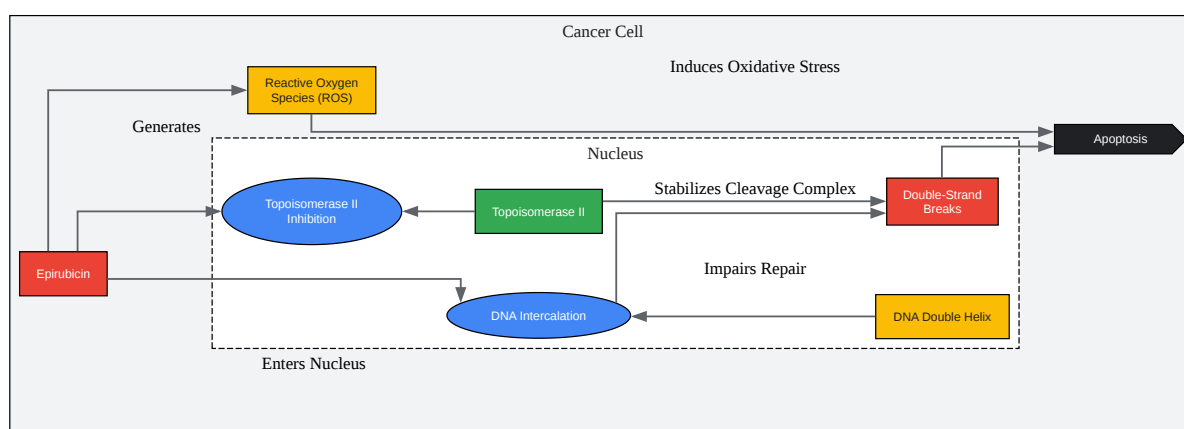 Cancer Cell
Induces Oxidative Stress
Reactive Oxygen
Species (ROS)
Generates
Apoptosis
Nucleus
Stabilizes Cleavage Complex
Double-Strand
Breaks
Topoisomerase II
Inhibition
Topoisomerase II
Epirubicin
Impairs Repair
DNA Intercalation
DNA Double Helix
Enters Nucleus